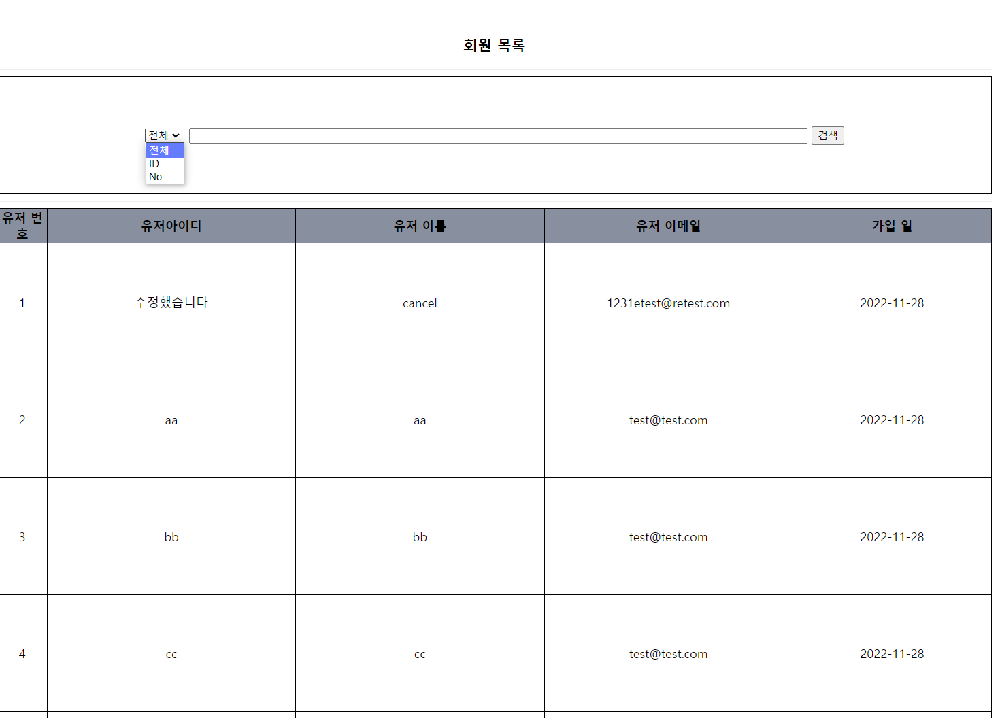 회원 목록
전체 검색
전체
ID
No
유저 번호 유저아이디 유저 이름 유저 이메일 가입 일
1 수정했습니다 cancel 1231etest@retest.com 2022-11-28
2 aa aa test@test.com 2022-11-28
3 bb bb test@test.com 2022-11-28
4 cc cc test@test.com 2022-11-28